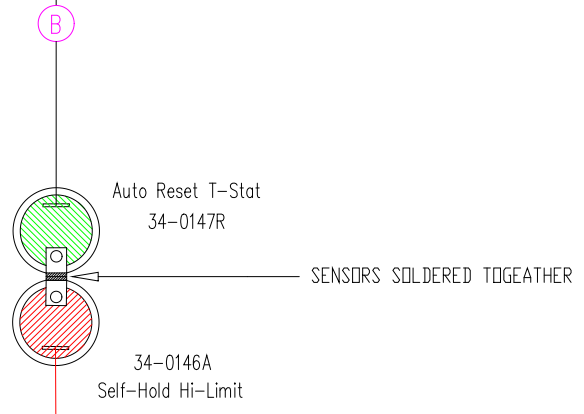 B
Auto Reset T-Stat
34-0147R
SENSORS SOLDERED TOGEATHER
34-0146A
Self-Hold Hi-Limit